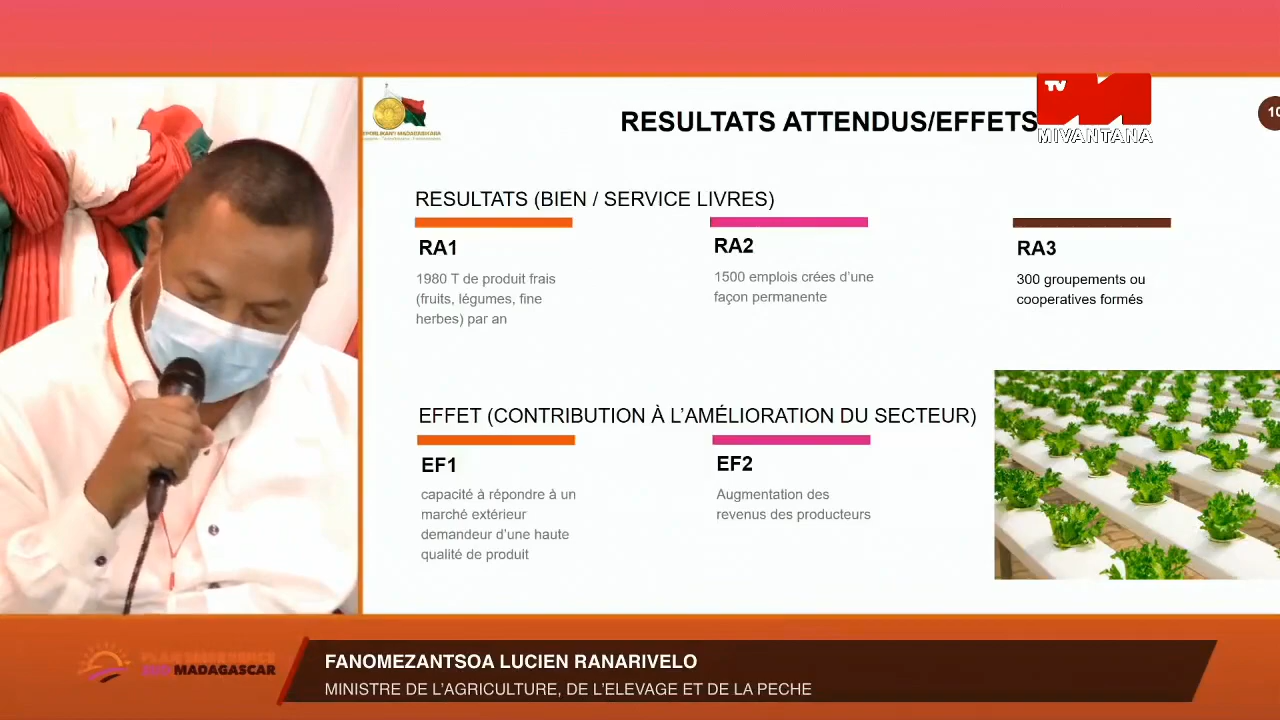 TV
MIVANTANA
RESULTATS ATTENDUS/EFFETS
10
RESULTATS (BIEN / SERVICE LIVRES)
RA1
1980 T de produit frais
(fruits, légumes, fine
herbes) par an
RA2
1500 emplois crées d'une
façon permanente
RA3
300 groupements ou
cooperatives formés
EFFET (CONTRIBUTION À L'AMÉLIORATION DU SECTEUR)
EF1
capacité à répondre à un
marché extérieur
demandeur d'une haute
qualité de produit
EF2
Augmentation des
revenus des producteurs
MADAGASCAR
FANOMEZANTSOA LUCIEN RANARIVELO
MINISTRE DE L'AGRICULTURE, DE L'ELEVAGE ET DE LA PECHE